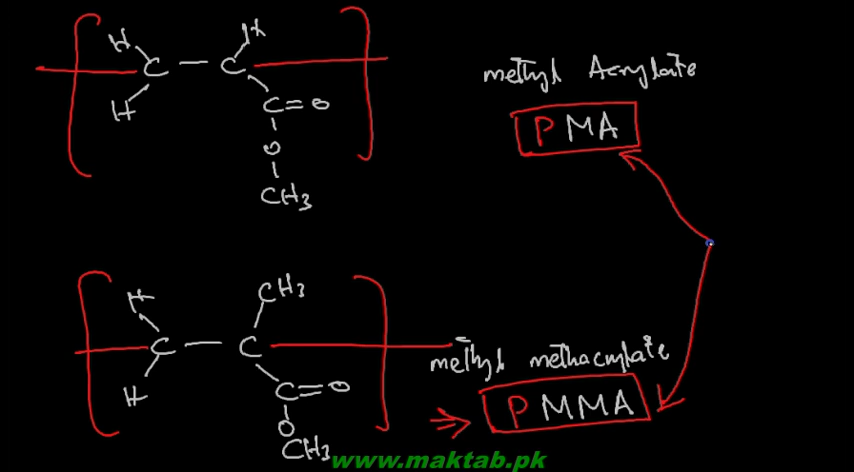 H H
C — C
H C = O
O
CH3
methyl Acrylate
PMA
H CH3
C — C
H C = O
O
CH3
methyl methacrylate
⇒ PMMA
www.maktab.pk